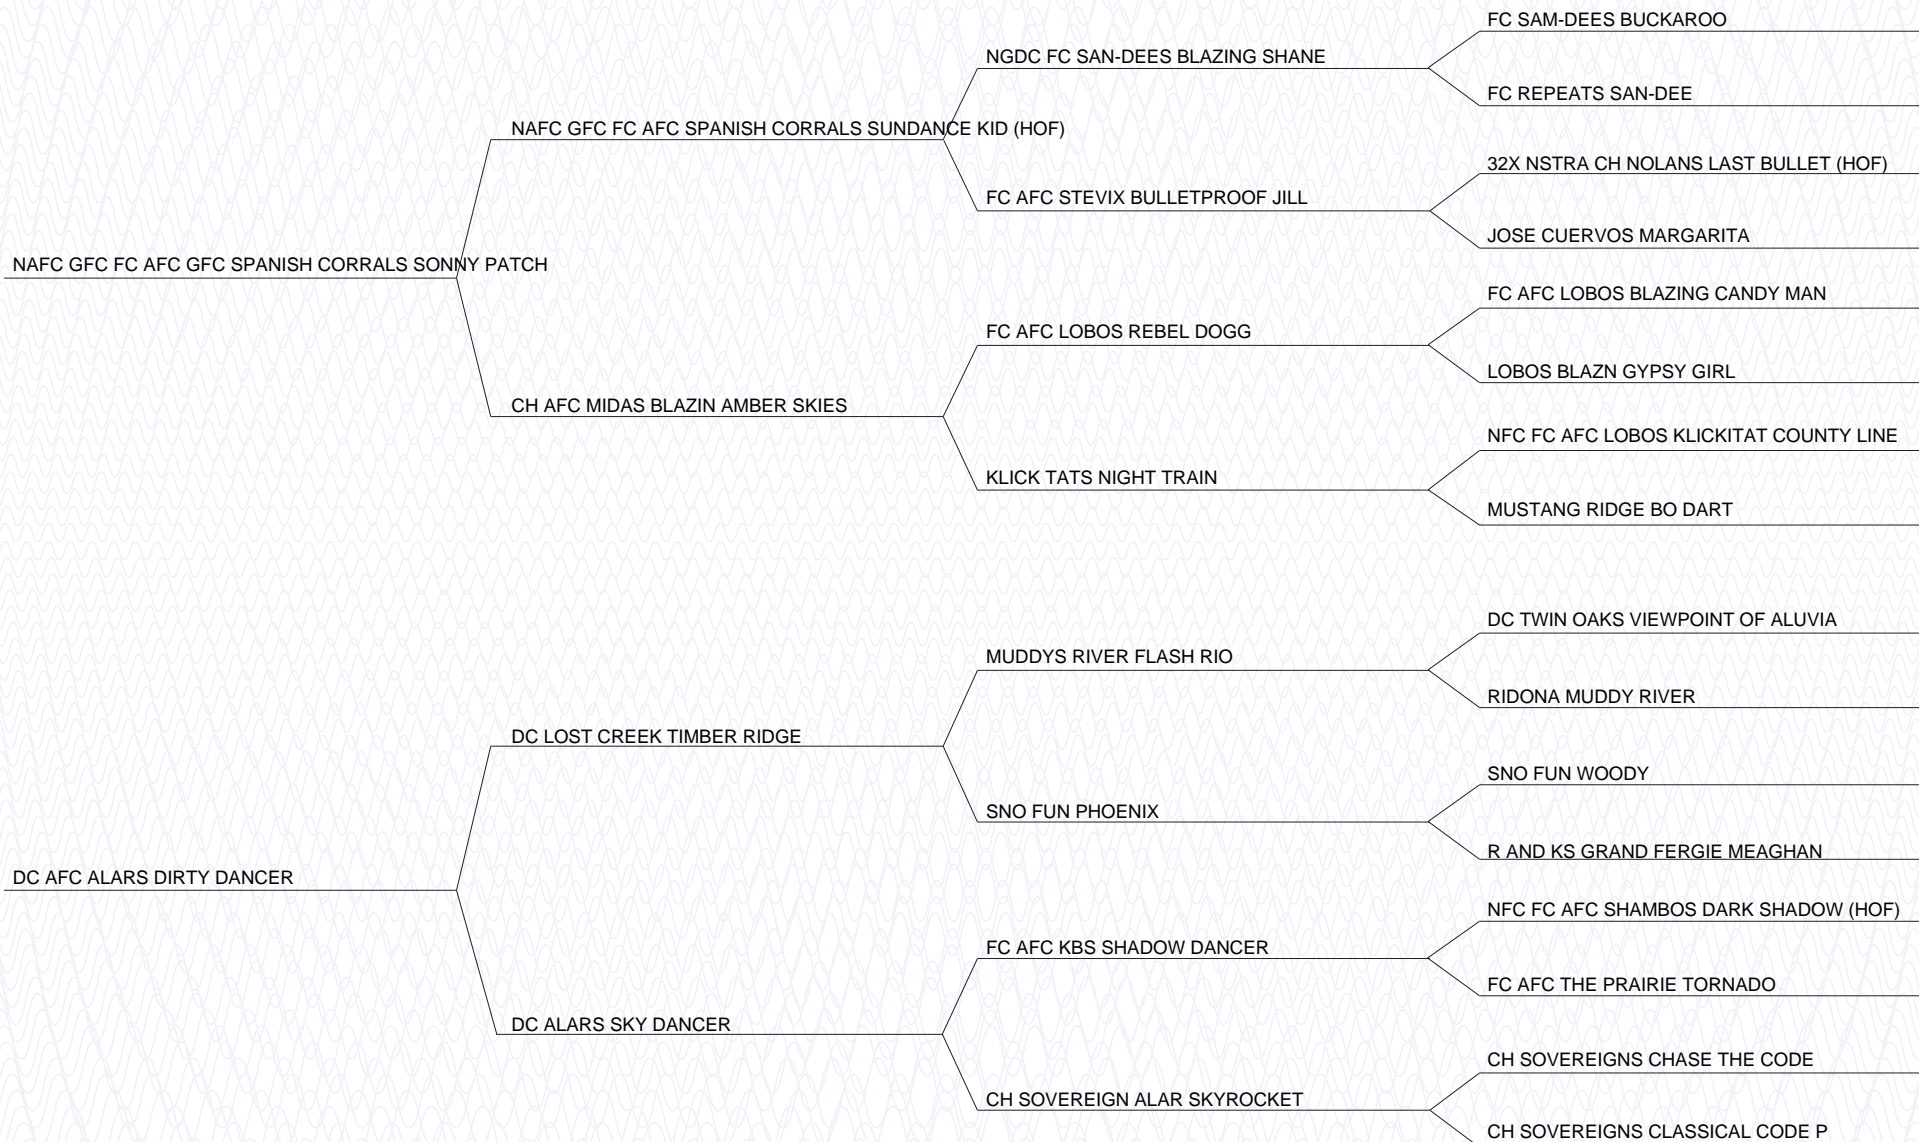 FC SAM-DEES BUCKAROO
NGDC FC SAN-DEES BLAZING SHANE
FC REPEATS SAN-DEE
NAFC GFC FC AFC SPANISH CORRALS SUNDANCE KID (HOF)
32X NSTRA CH NOLANS LAST BULLET (HOF)
FC AFC STEVIX BULLETPROOF JILL
JOSE CUERVOS MARGARITA
NAFC GFC FC AFC GFC SPANISH CORRALS SONNY PATCH
FC AFC LOBOS BLAZING CANDY MAN
FC AFC LOBOS REBEL DOGG
LOBOS BLAZN GYPSY GIRL
CH AFC MIDAS BLAZIN AMBER SKIES
NFC FC AFC LOBOS KLICKITAT COUNTY LINE
KLICK TATS NIGHT TRAIN
MUSTANG RIDGE BO DART
DC TWIN OAKS VIEWPOINT OF ALUVIA
MUDDYS RIVER FLASH RIO
RIDONA MUDDY RIVER
DC LOST CREEK TIMBER RIDGE
SNO FUN WOODY
SNO FUN PHOENIX
R AND KS GRAND FERGIE MEAGHAN
DC AFC ALARS DIRTY DANCER
NFC FC AFC SHAMBOS DARK SHADOW (HOF)
FC AFC KBS SHADOW DANCER
FC AFC THE PRAIRIE TORNADO
DC ALARS SKY DANCER
CH SOVEREIGNS CHASE THE CODE
CH SOVEREIGN ALAR SKYROCKET
CH SOVEREIGNS CLASSICAL CODE P